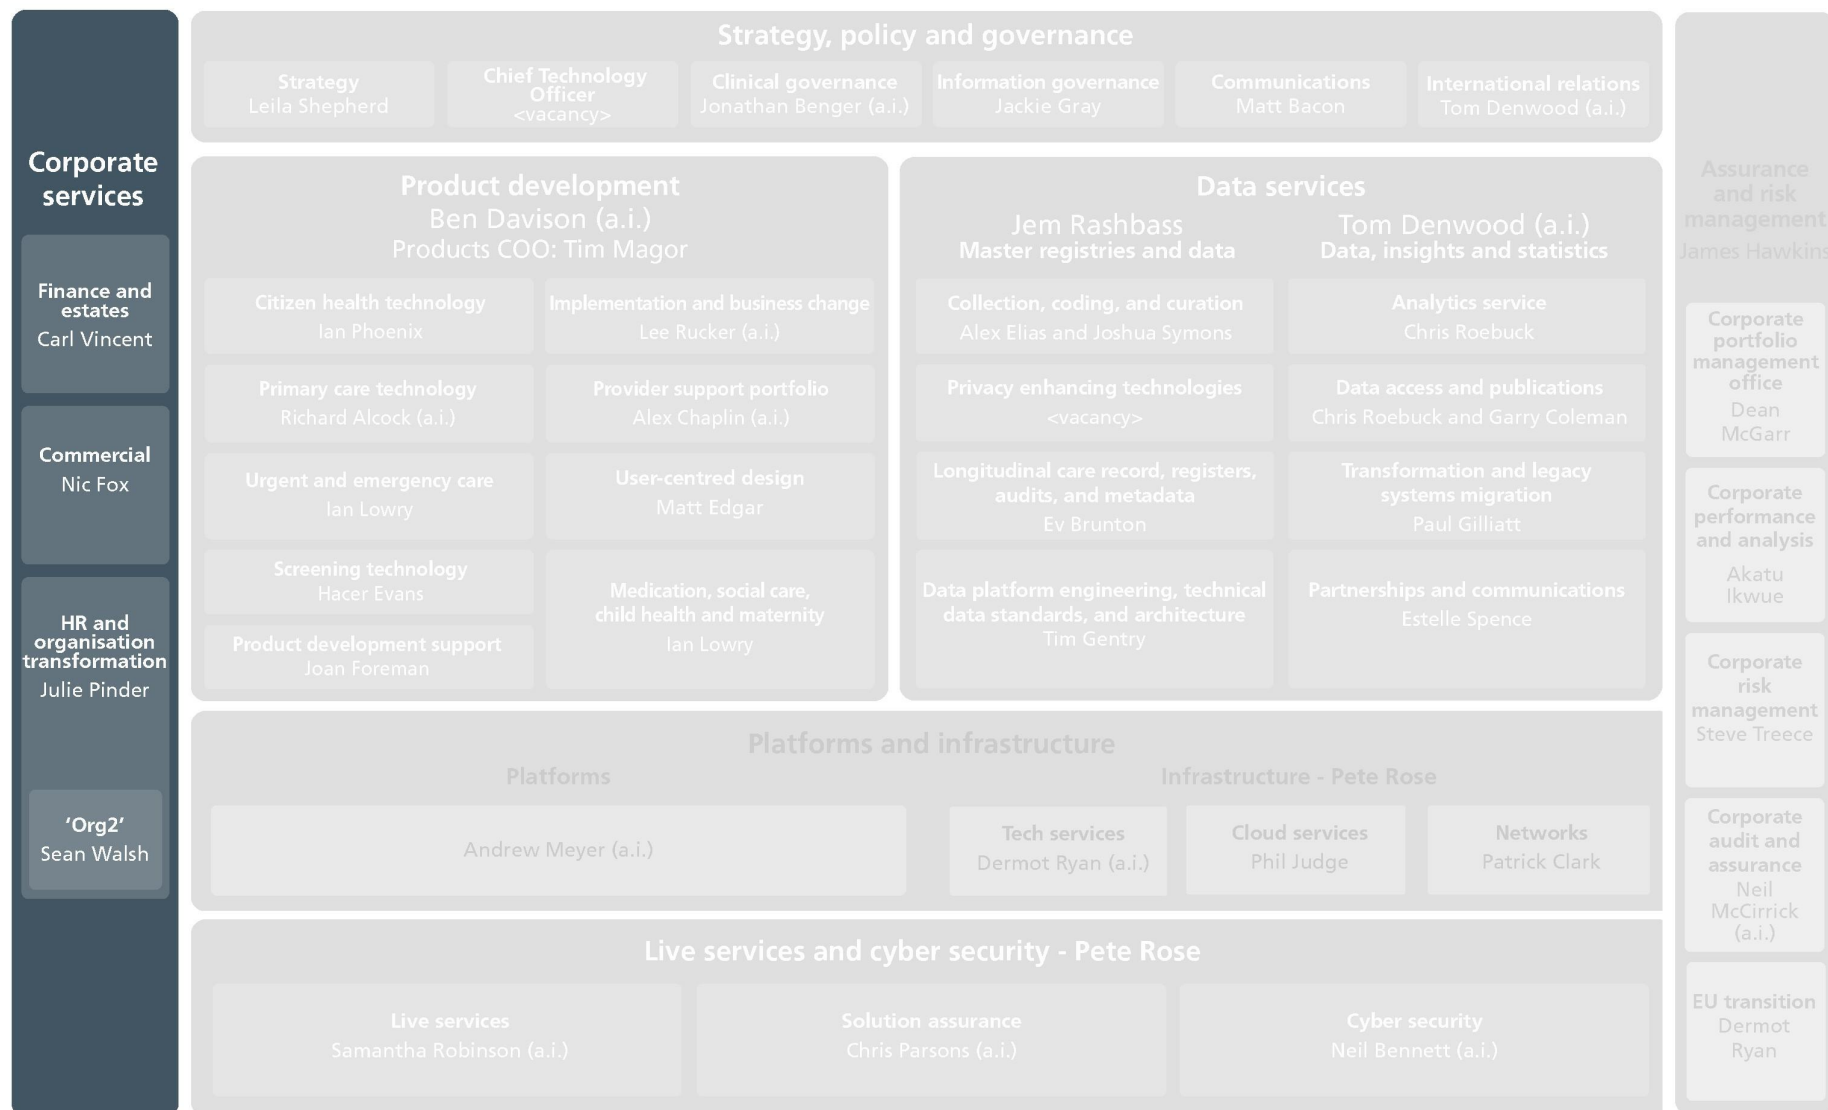 Corporate
services
Finance and
estates
Carl Vincent
Commercial
Nic Fox
HR and
organisation
transformation
Julie Pinder
‘Org2’
Sean Walsh
Strategy, policy and governance
Strategy
Leila Shepherd
Chief Technology
Officer
<vacancy>
Clinical governance
Jonathan Benger (a.i.)
Information governance
Jackie Gray
Communications
Matt Bacon
International relations
Tom Denwood (a.i.)
Product development
Ben Davison (a.i.)
Products COO: Tim Magor
Citizen health technology
Ian Phoenix
Implementation and business change
Lee Rucker (a.i.)
Primary care technology
Richard Alcock (a.i.)
Provider support portfolio
Alex Chaplin (a.i.)
Urgent and emergency care
Ian Lowry
User-centred design
Matt Edgar
Screening technology
Hacer Evans
Medication, social care,
child health and maternity
Ian Lowry
Product development support
Joan Foreman
Data services
Jem Rashbass
Master registries and data
Tom Denwood (a.i.)
Data, insights and statistics
Collection, coding, and curation
Alex Elias and Joshua Symons
Analytics service
Chris Roebuck
Privacy enhancing technologies
<vacancy>
Data access and publications
Chris Roebuck and Garry Coleman
Longitudinal care record, registers,
audits, and metadata
Ev Brunton
Transformation and legacy
systems migration
Paul Gilliatt
Data platform engineering, technical
data standards, and architecture
Tim Gentry
Partnerships and communications
Estelle Spence
Platforms and infrastructure
Platforms
Andrew Meyer (a.i.)
Infrastructure - Pete Rose
Tech services
Dermot Ryan (a.i.)
Cloud services
Phil Judge
Networks
Patrick Clark
Live services and cyber security - Pete Rose
Live services
Samantha Robinson (a.i.)
Solution assurance
Chris Parsons (a.i.)
Cyber security
Neil Bennett (a.i.)
Assurance
and risk
management
James Hawkins
Corporate
portfolio
management
office
Dean
McGarr
Corporate
performance
and analysis
Akatu
Ikwue
Corporate
risk
management
Steve Treece
Corporate
audit and
assurance
Neil
McCirrick
(a.i.)
EU transition
Dermot
Ryan